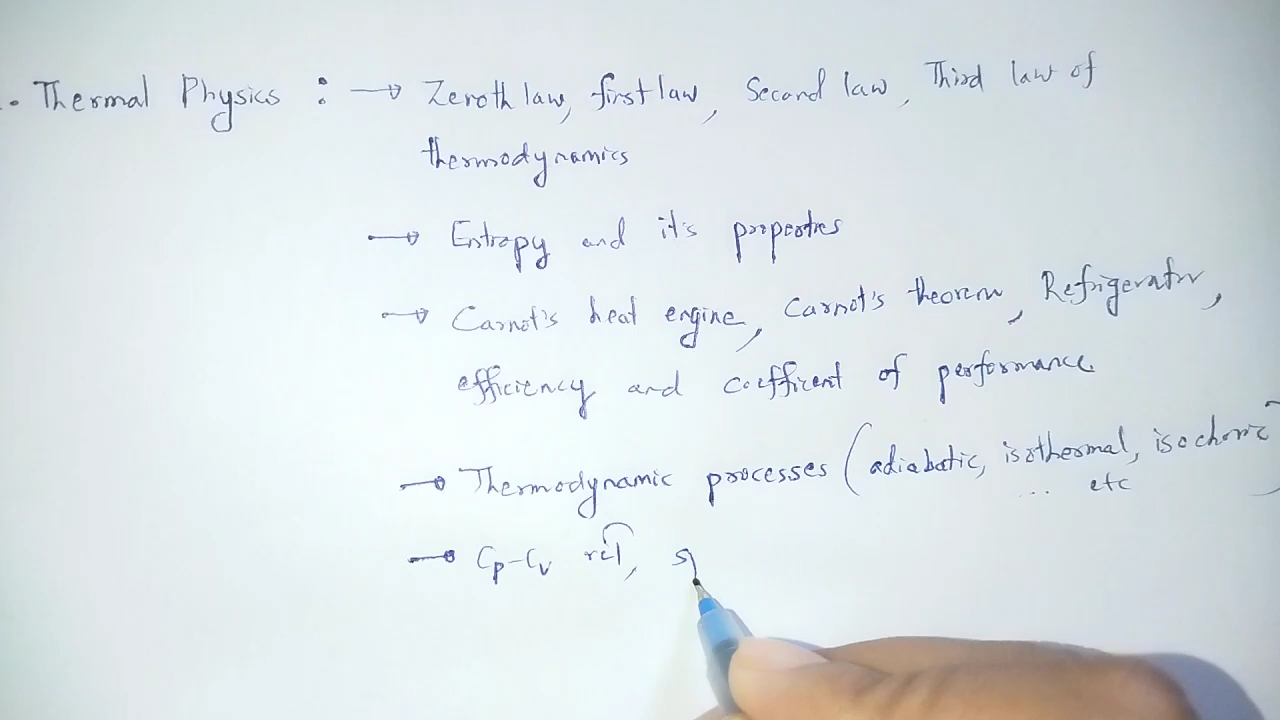 . Thermal Physics : → Zeroth law, first law, Second law, Third law of
thermodynamics
→ Entropy and it's properties
→ Carnot's heat engine, Carnot's theorem, Refrigerator,
efficiency and coefficient of performance
→ Thermodynamic processes (adiabatic, isothermal, isochoric
... etc)
→ Cp-Cv rel,